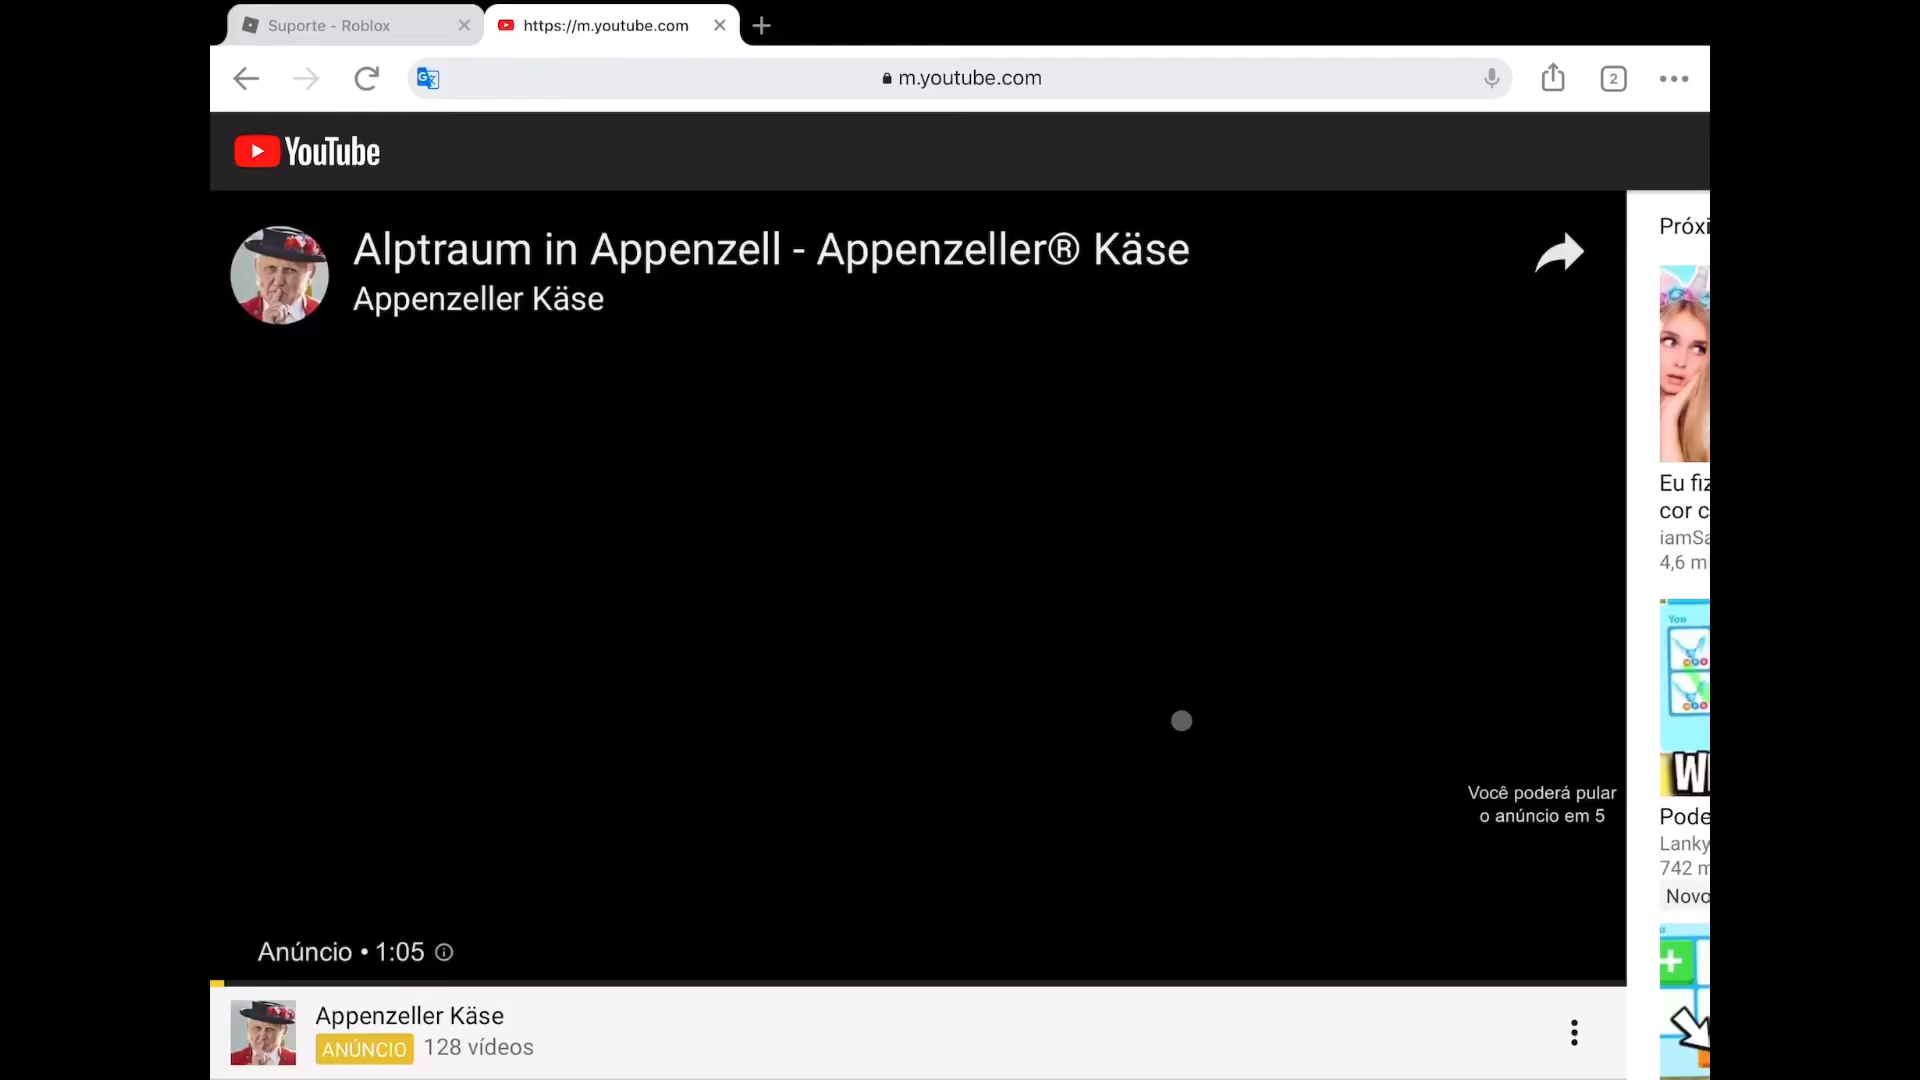 Suporte - Roblox
https://m.youtube.com
m.youtube.com
2
YouTube
Alptraum in Appenzell - Appenzeller® Käse
Appenzeller Käse
Você poderá pular
o anúncio em 5
Anúncio • 1:05
Appenzeller Käse
ANÚNCIO 128 vídeos
Próxi
Eu fiz
cor c
iamSa
4,6 m
You
W
Pode
Lanky
742 m
Novo